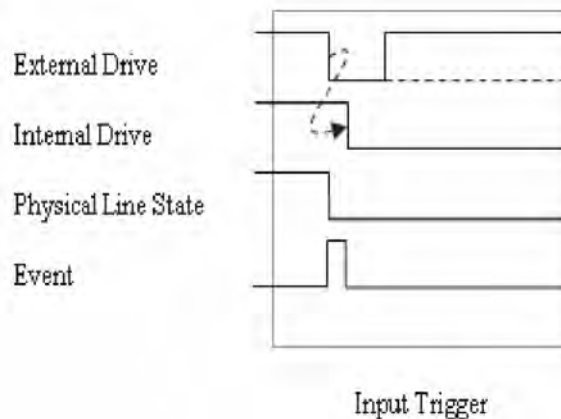 External Drive
Internal Drive
Physical Line State
Event
Input Trigger